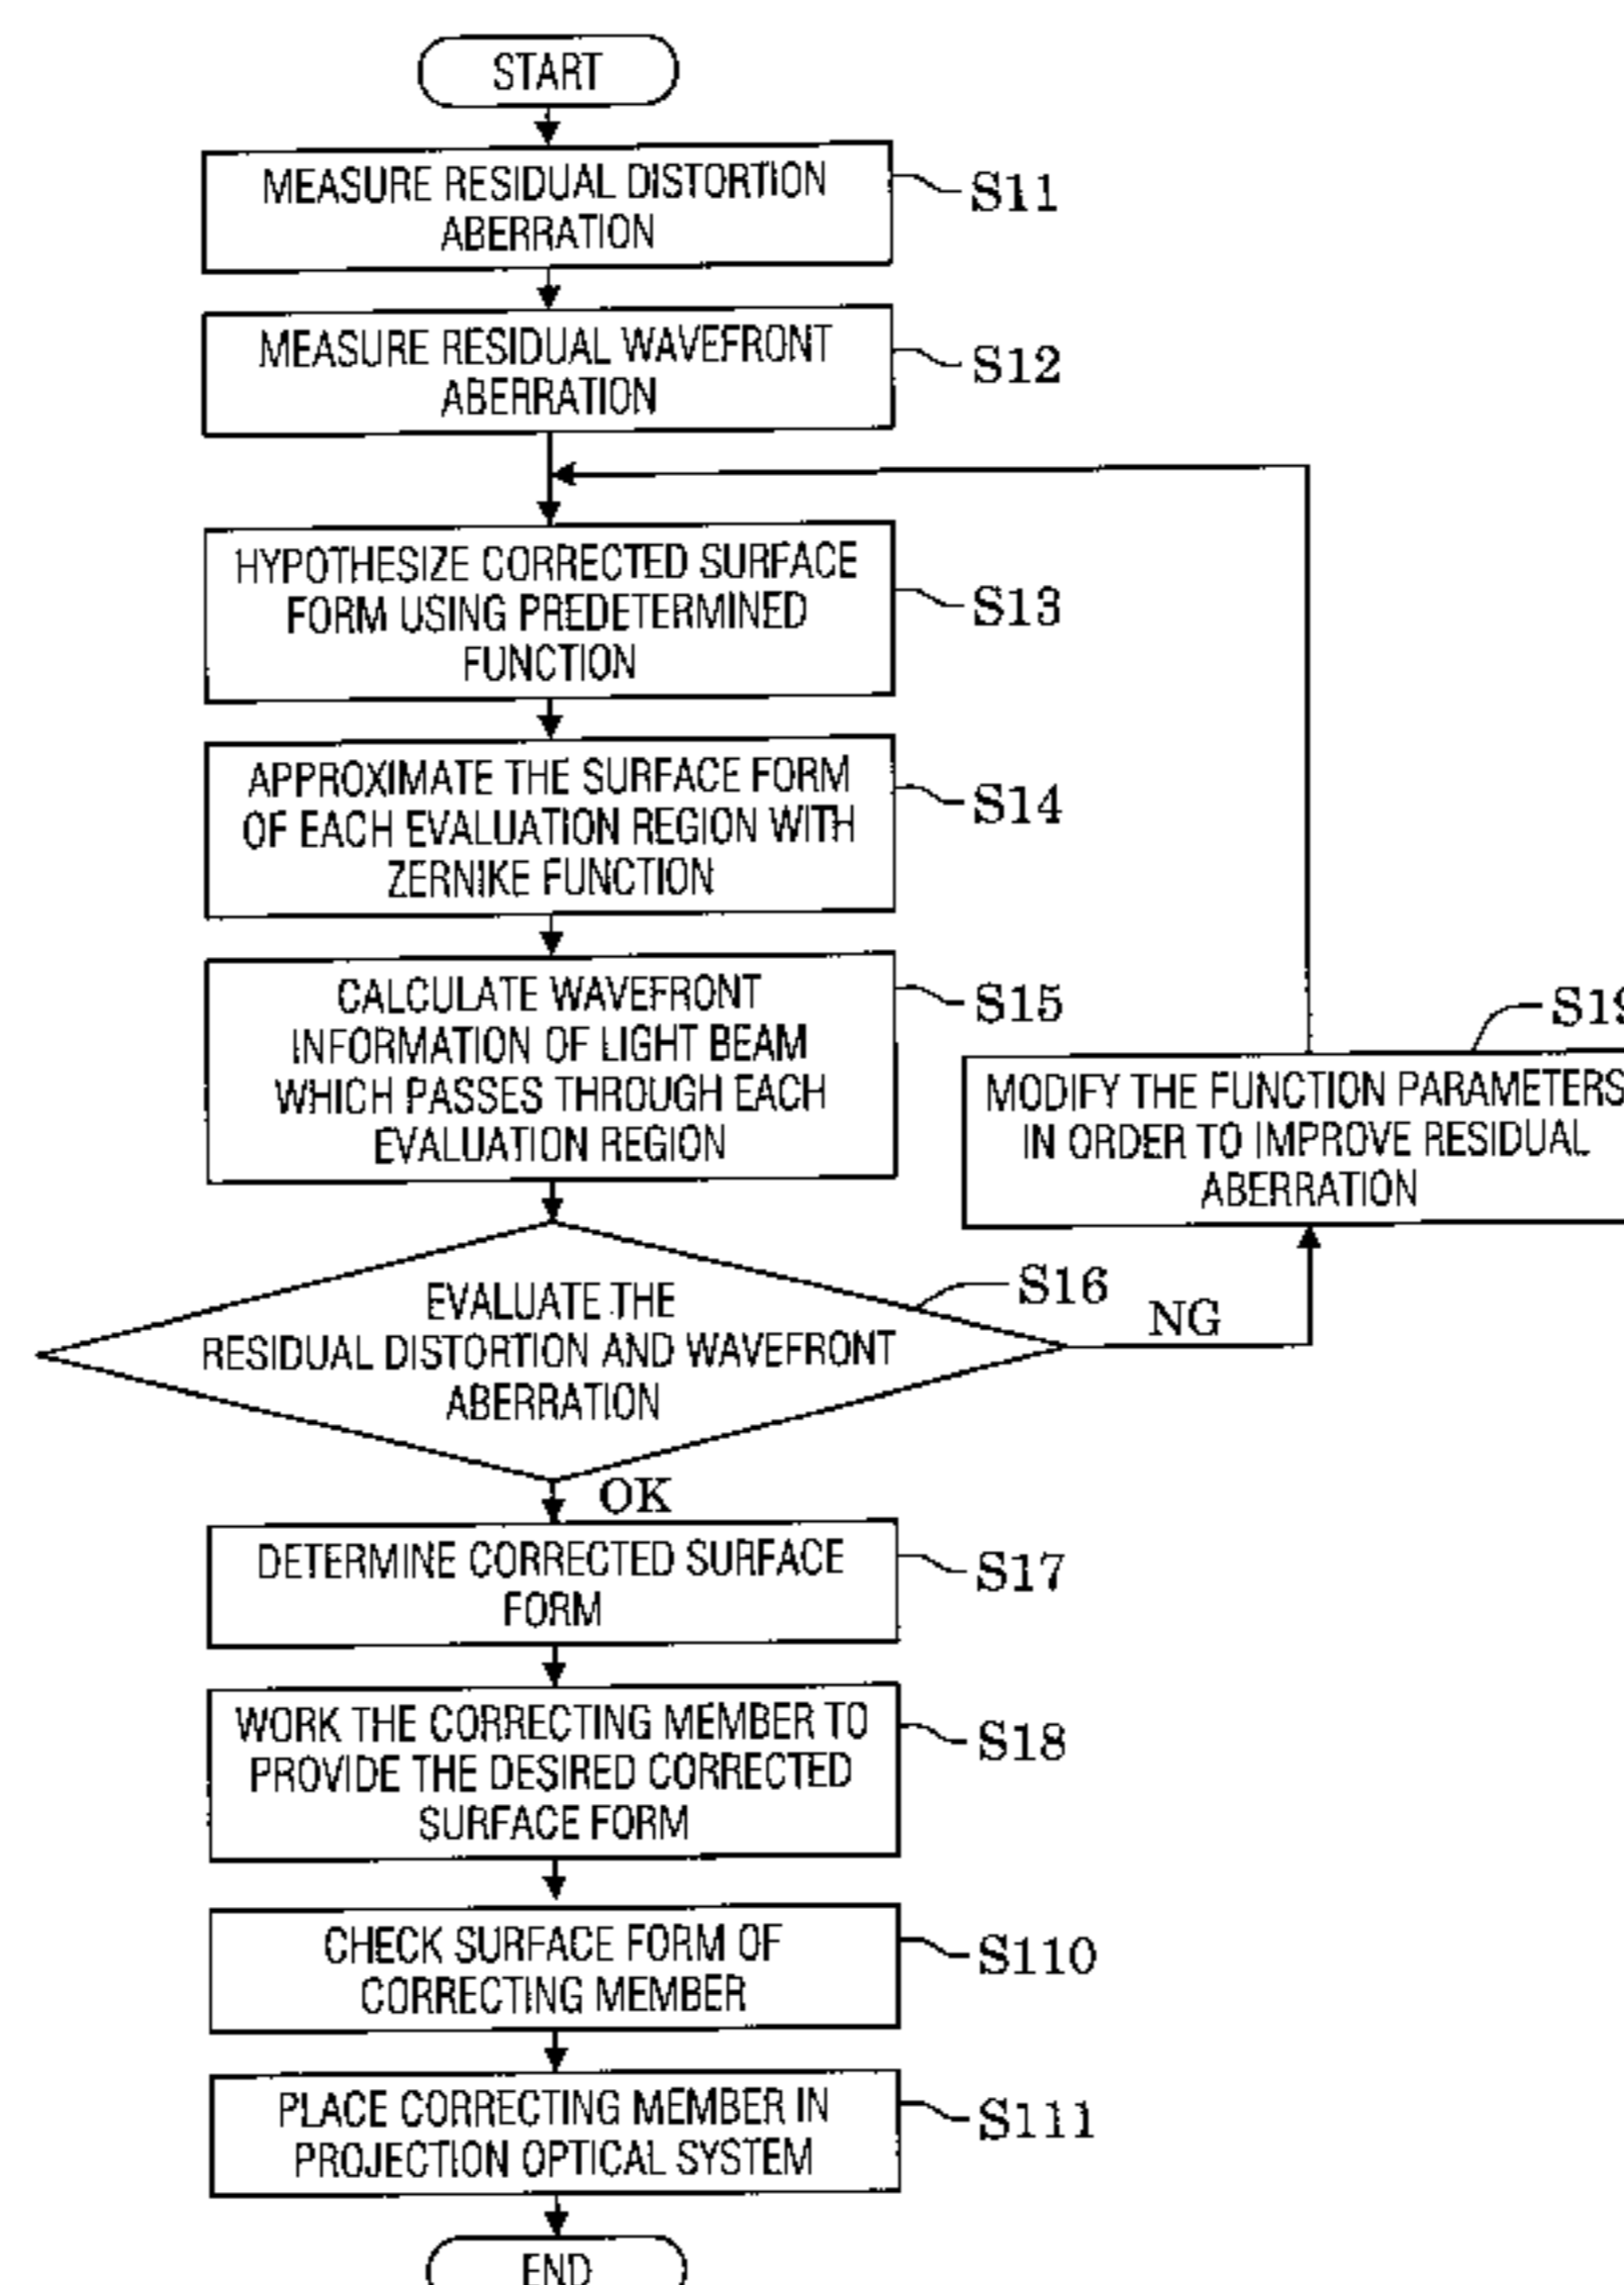 START
MEASURE RESIDUAL DISTORTION
ABERRATION
S11
MEASURE RESIDUAL WAVEFRONT
ABERRATION
S12
HYPOTHESIZE CORRECTED SURFACE
FORM USING PREDETERMINED
FUNCTION
S13
APPROXIMATE THE SURFACE FORM
OF EACH EVALUATION REGION WITH
ZERNIKE FUNCTION
S14
CALCULATE WAVEFRONT
INFORMATION OF LIGHT BEAM
WHICH PASSES THROUGH EACH
EVALUATION REGION
S15
S19
MODIFY THE FUNCTION PARAMETERS
IN ORDER TO IMPROVE RESIDUAL
ABERRATION
EVALUATE THE
RESIDUAL DISTORTION AND WAVEFRONT
ABERRATION
S16
NG
OK
DETERMINE CORRECTED SURFACE
FORM
S17
WORK THE CORRECTING MEMBER TO
PROVIDE THE DESIRED CORRECTED
SURFACE FORM
S18
CHECK SURFACE FORM OF
CORRECTING MEMBER
S110
PLACE CORRECTING MEMBER IN
PROJECTION OPTICAL SYSTEM
S111
END